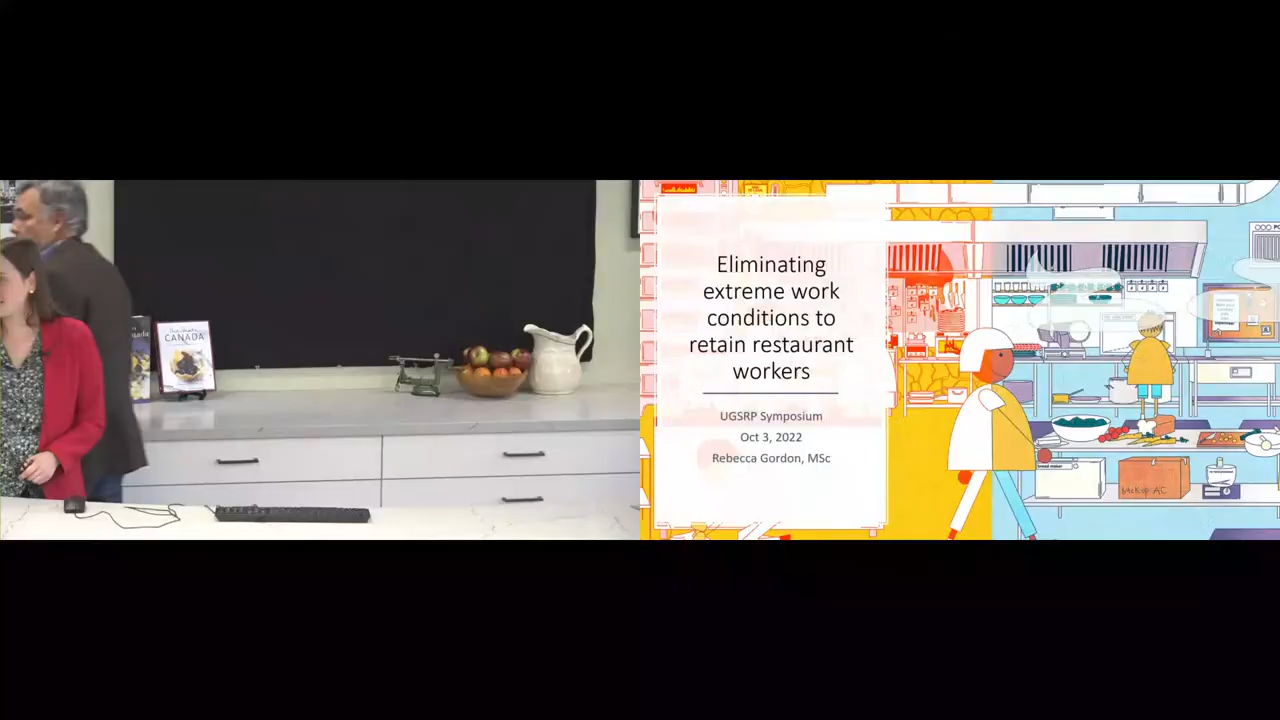 CANADA
Eliminating
extreme work
conditions to
retain restaurant
workers
UGSRP Symposium
Oct 3, 2022
Rebecca Gordon, MSc